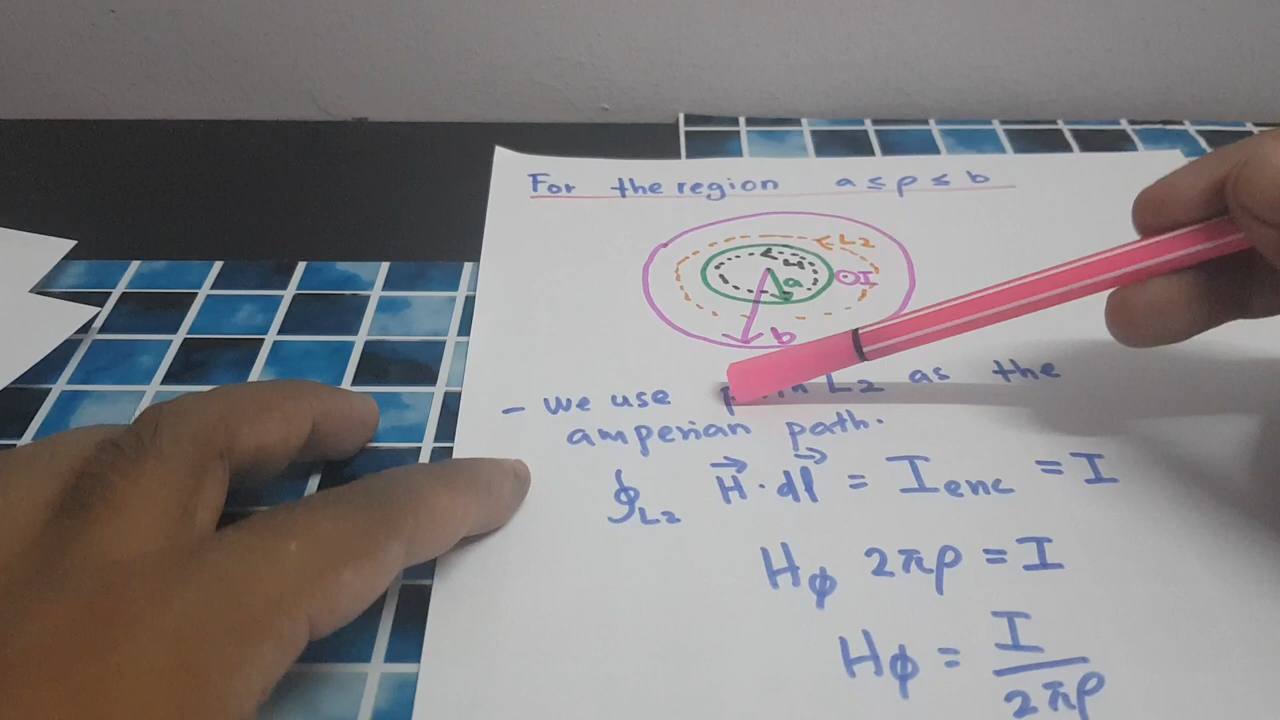 For the region a ≤ ρ ≤ b
L2
a
I
b
- We use L2 as the
amperian path.
∮L2 H⃗ · dl⃗ = Ienc = I
Hϕ 2πρ = I
Hϕ = I / 2πρ